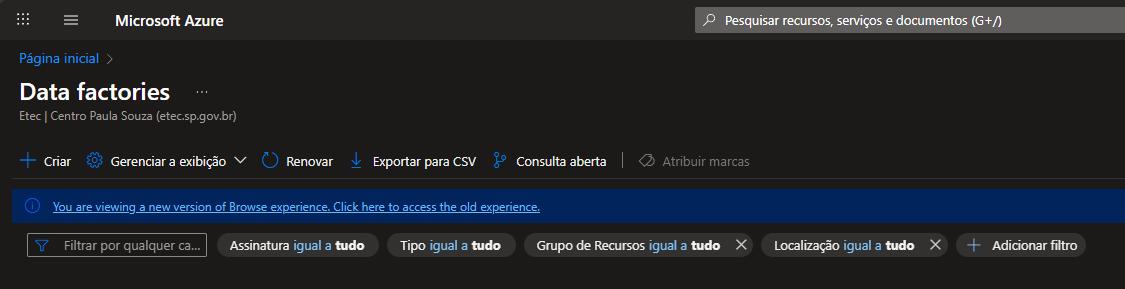 Microsoft Azure
Pesquisar recursos, serviços e documentos (G+/)
Página inicial
Data factories ...
Etec | Centro Paula Souza (etec.sp.gov.br)
Criar Gerenciar a exibição Renovar Exportar para CSV Consulta aberta Atribuir marcas
You are viewing a new version of Browse experience. Click here to access the old experience.
Filtrar por qualquer ca... Assinatura igual a tudo Tipo igual a tudo Grupo de Recursos igual a tudo Localização igual a tudo Adicionar filtro